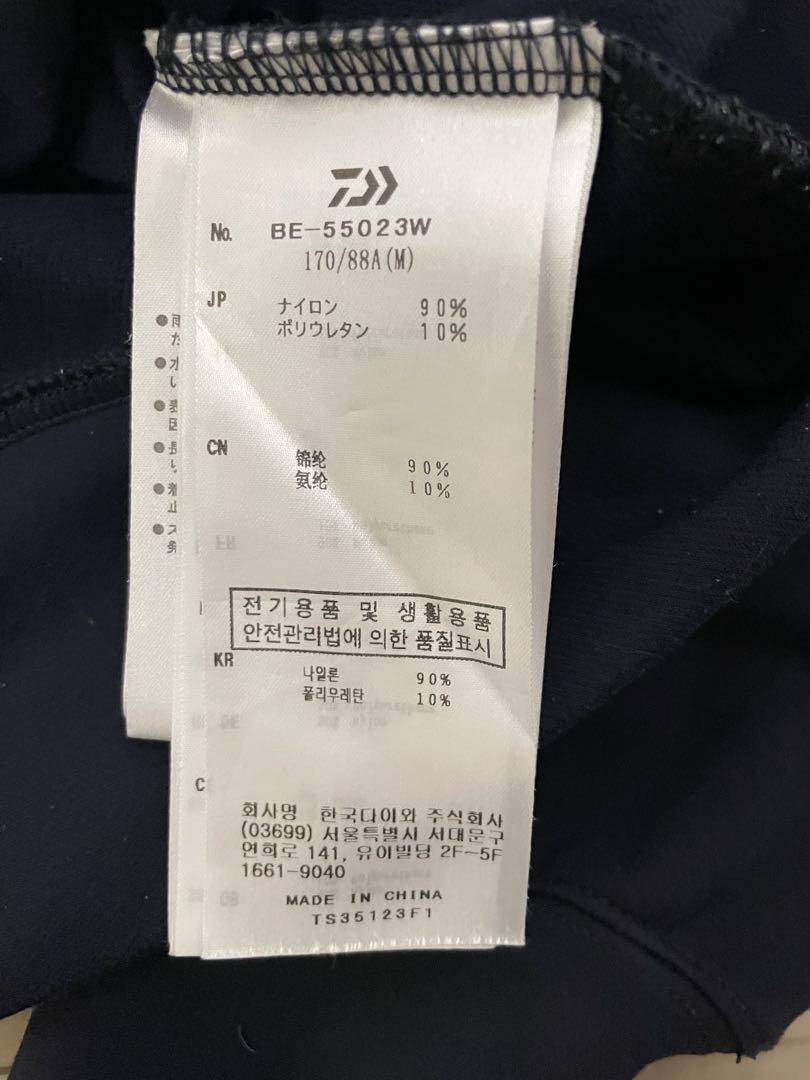 No. BE-55023W
170/88A(M)
JP ナイロン 90%
ポリウレタン 10%
CN 锦纶 90%
氨纶 10%
FR
전기용품 및 생활용품
안전관리법에 의한 품질표시
KR 나일론 90%
폴리우레탄 10%
DE
회사명 한국다이와 주식회사
(03699) 서울특별시 서대문구
연희로 141, 유이빌딩 2F~5F
1661-9040
MADE IN CHINA
TS35123F1